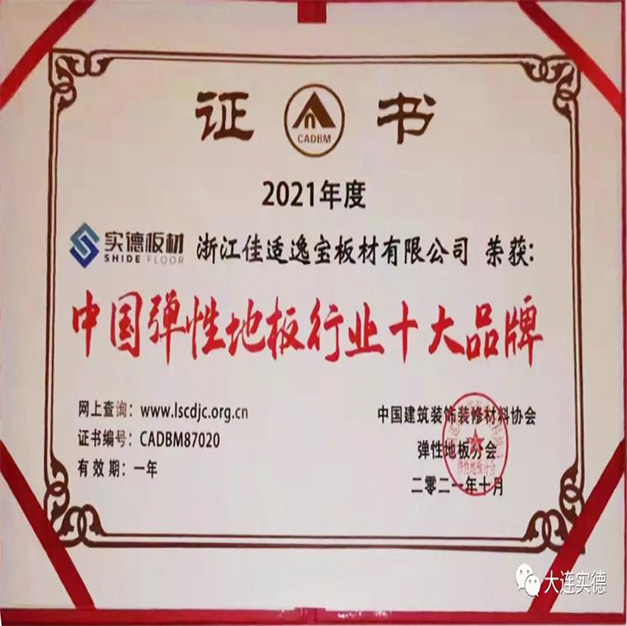 证 书
CADBM
2021年度
实德板材
SHIDE FLOOR
浙江佳适逸宝板材有限公司 荣获:
中国弹性地板行业十大品牌
网上查询:www.lscdjc.org.cn
证书编号:CADBM87020
有效期:一年
中国建筑装饰装修材料协会
弹性地板分会
二零二一年十月
大连实德